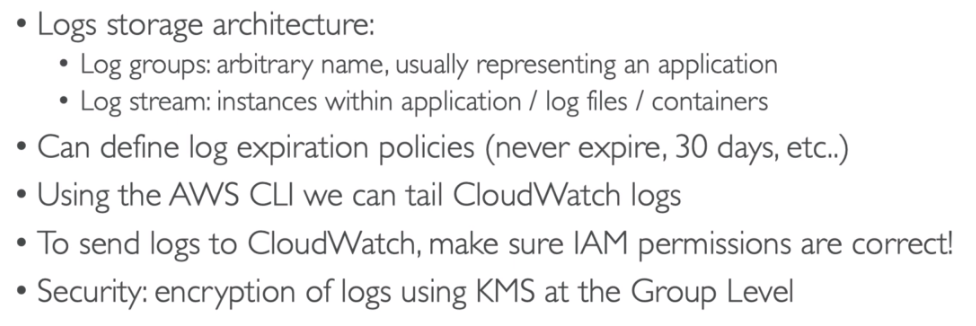 • Logs storage architecture:
• Log groups: arbitrary name, usually representing an application
• Log stream: instances within application / log files / containers
• Can define log expiration policies (never expire, 30 days, etc..)
• Using the AWS CLI we can tail CloudWatch logs
• To send logs to CloudWatch, make sure IAM permissions are correct!
• Security: encryption of logs using KMS at the Group Level